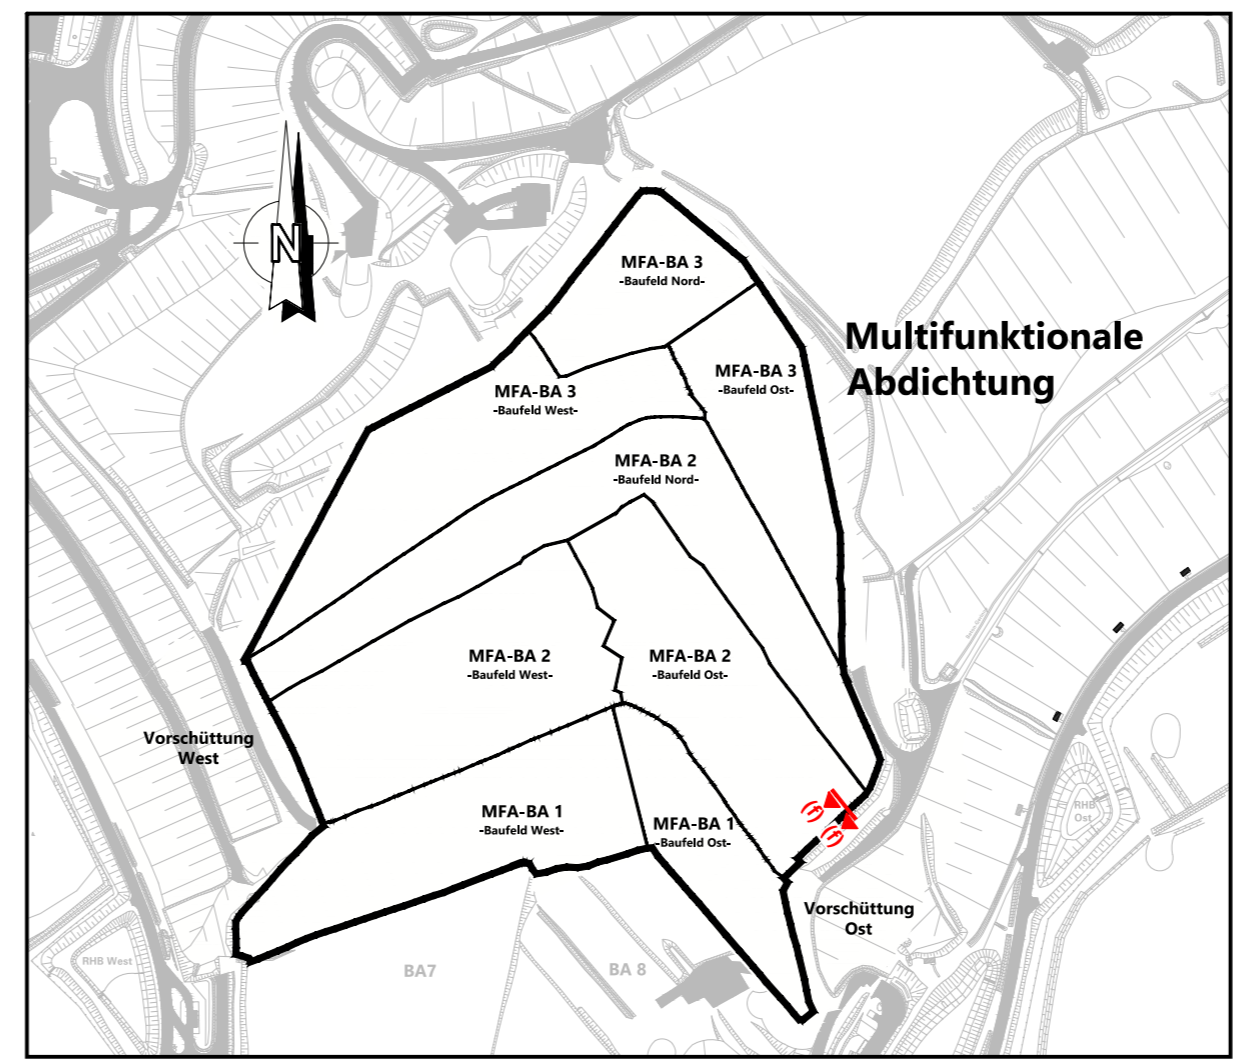 N
MFA-BA 3
-Baufeld Nord-
Multifunktionale
Abdichtung
MFA-BA 3
-Baufeld Ost-
MFA-BA 3
-Baufeld West-
MFA-BA 2
-Baufeld Nord-
MFA-BA 2
-Baufeld West-
MFA-BA 2
-Baufeld Ost-
Vorschüttung
West
MFA-BA 1
-Baufeld West-
MFA-BA 1
-Baufeld Ost-
(f)
(f)
RHB
Ost
Vorschüttung
Ost
RHB West
BA7
BA 8